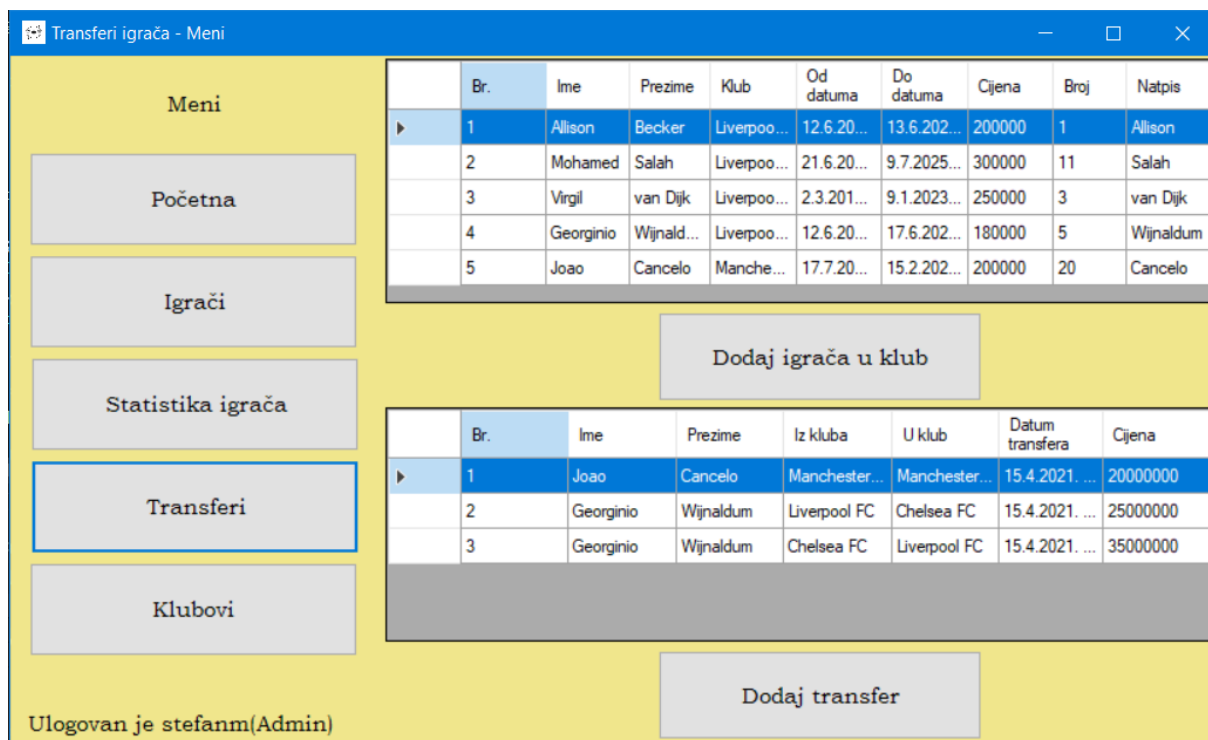 Transferi igrača - Meni
Meni
Početna
Igrači
Statistika igrača
Transferi
Klubovi
Ulogovan je stefanm(Admin)
Br. Ime Prezime Klub Od datuma Do datuma Cijena Broj Natpis
1 Allison Becker Liverpoo... 12.6.20... 13.6.202... 200000 1 Allison
2 Mohamed Salah Liverpoo... 21.6.20... 9.7.2025... 300000 11 Salah
3 Virgil van Dijk Liverpoo... 2.3.201... 9.1.2023... 250000 3 van Dijk
4 Georginio Wijnald... Liverpoo... 12.6.20... 17.6.202... 180000 5 Wijnaldum
5 Joao Cancelo Manche... 17.7.20... 15.2.202... 200000 20 Cancelo
Dodaj igrača u klub
Br. Ime Prezime Iz kluba U klub Datum transfera Cijena
1 Joao Cancelo Manchester... Manchester... 15.4.2021. ... 20000000
2 Georginio Wijnaldum Liverpool FC Chelsea FC 15.4.2021. ... 25000000
3 Georginio Wijnaldum Chelsea FC Liverpool FC 15.4.2021. ... 35000000
Dodaj transfer